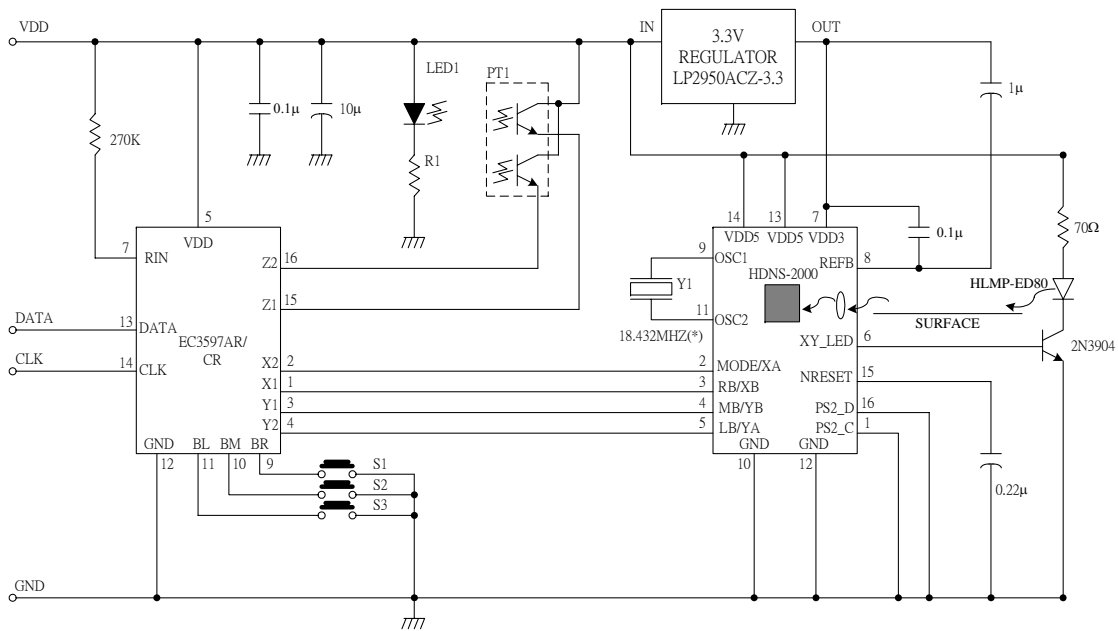 VDD
IN
3.3V
REGULATOR
LP2950ACZ-3.3
OUT
LED1
PT1
0.1µ
10µ
1µ
270K
R1
5
VDD
7
RIN
16
Z2
15
Z1
DATA
13
DATA
CLK
14
CLK
EC3597AR/
CR
X2
2
X1
1
Y1
3
Y2
4
GND
BL
BM
BR
12
11
10
9
S1
S2
S3
14
13
7
VDD5
VDD5
VDD3
0.1µ
70Ω
9
OSC1
REFB
8
HDNS-2000
Y1
HLMP-ED80
11
OSC2
18.432MHZ(*)
SURFACE
XY_LED
6
2N3904
2
MODE/XA
NRESET
15
3
RB/XB
4
MB/YB
PS2_D
16
5
LB/YA
PS2_C
1
GND
GND
10
12
0.22µ
GND